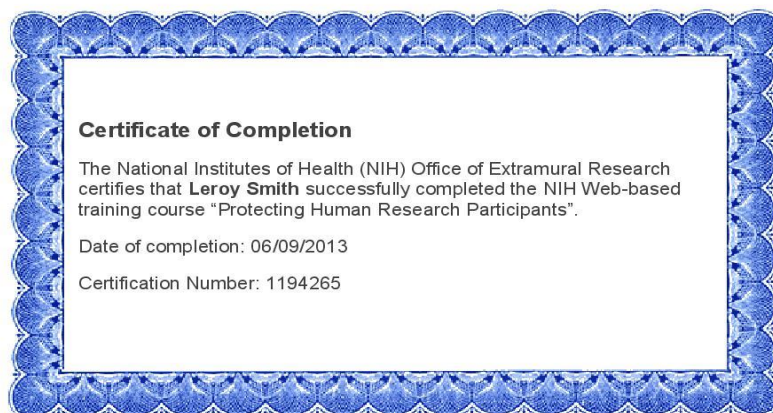 Certificate of Completion
The National Institutes of Health (NIH) Office of Extramural Research
certifies that Leroy Smith successfully completed the NIH Web-based
training course “Protecting Human Research Participants”.
Date of completion: 06/09/2013
Certification Number: 1194265